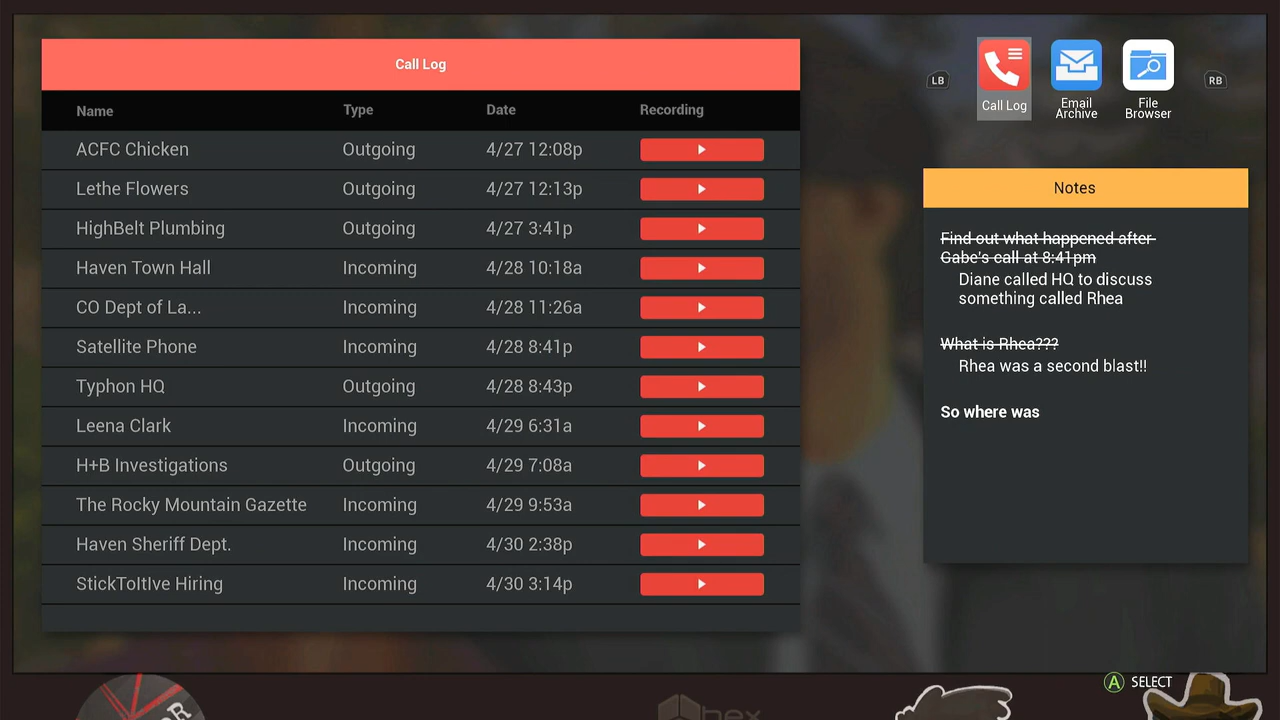 Call Log
Name Type Date Recording
ACFC Chicken Outgoing 4/27 12:08p
Lethe Flowers Outgoing 4/27 12:13p
HighBelt Plumbing Outgoing 4/27 3:41p
Haven Town Hall Incoming 4/28 10:18a
CO Dept of La... Incoming 4/28 11:26a
Satellite Phone Incoming 4/28 8:41p
Typhon HQ Outgoing 4/28 8:43p
Leena Clark Incoming 4/29 6:31a
H+B Investigations Outgoing 4/29 7:08a
The Rocky Mountain Gazette Incoming 4/29 9:53a
Haven Sheriff Dept. Incoming 4/30 2:38p
StickToItIve Hiring Incoming 4/30 3:14p
LB
Call Log
Email
Archive
File
Browser
RB
Notes
Find out what happened after
Gabe's call at 8:41pm
Diane called HQ to discuss
something called Rhea
What is Rhea???
Rhea was a second blast!!
So where was
A SELECT
hex